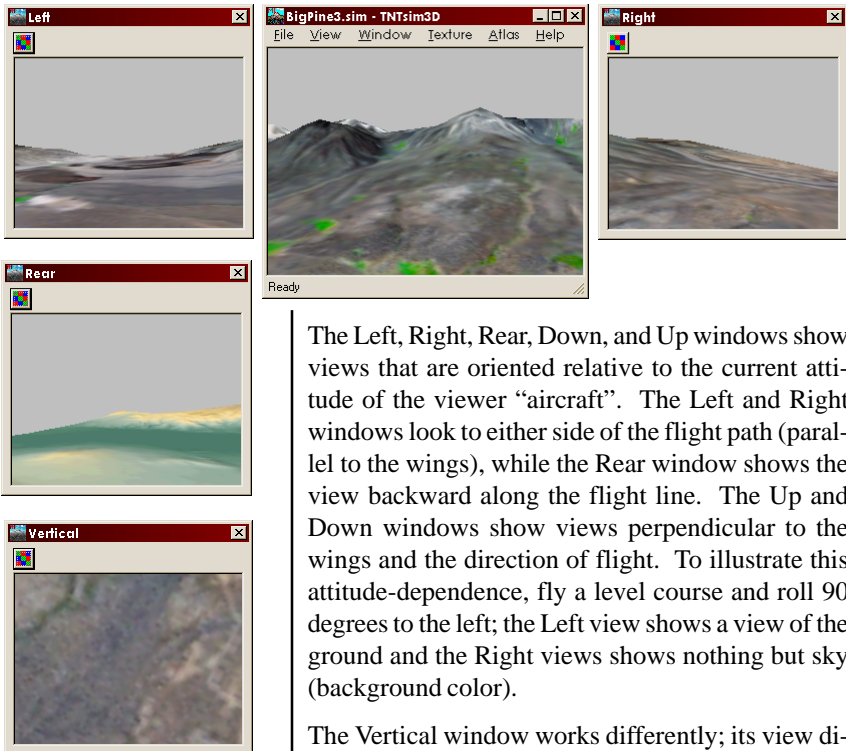 Left
BigPine3.sim - TNTsim3D
Right
File View Window Texture Atlas Help
Ready
Rear
Vertical
The Left, Right, Rear, Down, and Up windows show
views that are oriented relative to the current atti-
tude of the viewer “aircraft”. The Left and Right
windows look to either side of the flight path (paral-
lel to the wings), while the Rear window shows the
view backward along the flight line. The Up and
Down windows show views perpendicular to the
wings and the direction of flight. To illustrate this
attitude-dependence, fly a level course and roll 90
degrees to the left; the Left view shows a view of the
ground and the Right views shows nothing but sky
(background color).
The Vertical window works differently; its view di-